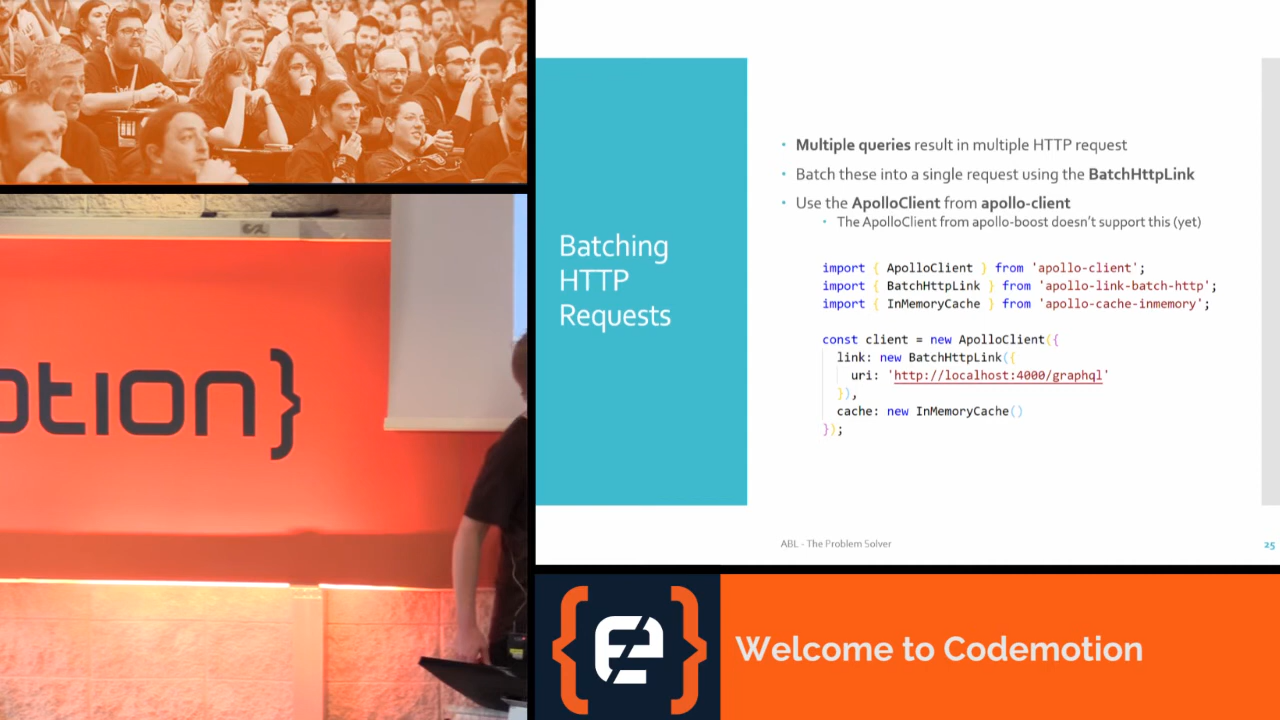 otion}
Batching
HTTP
Requests
• Multiple queries result in multiple HTTP request
• Batch these into a single request using the BatchHttpLink
• Use the ApolloClient from apollo-client
• The ApolloClient from apollo-boost doesn't support this (yet)
import { ApolloClient } from 'apollo-client';
import { BatchHttpLink } from 'apollo-link-batch-http';
import { InMemoryCache } from 'apollo-cache-inmemory';
const client = new ApolloClient({
link: new BatchHttpLink({
uri: 'http://localhost:4000/graphql'
}),
cache: new InMemoryCache()
});
ABL - The Problem Solver
25
Welcome to Codemotion